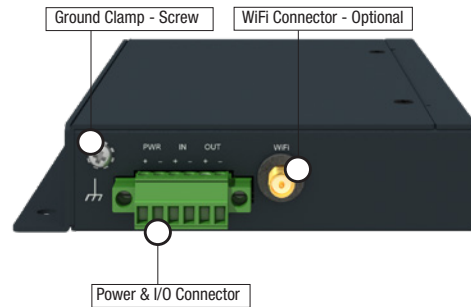 Ground Clamp - Screw
WiFi Connector - Optional
PWR IN OUT
+ - + - + -
WiFi
Power & I/O Connector